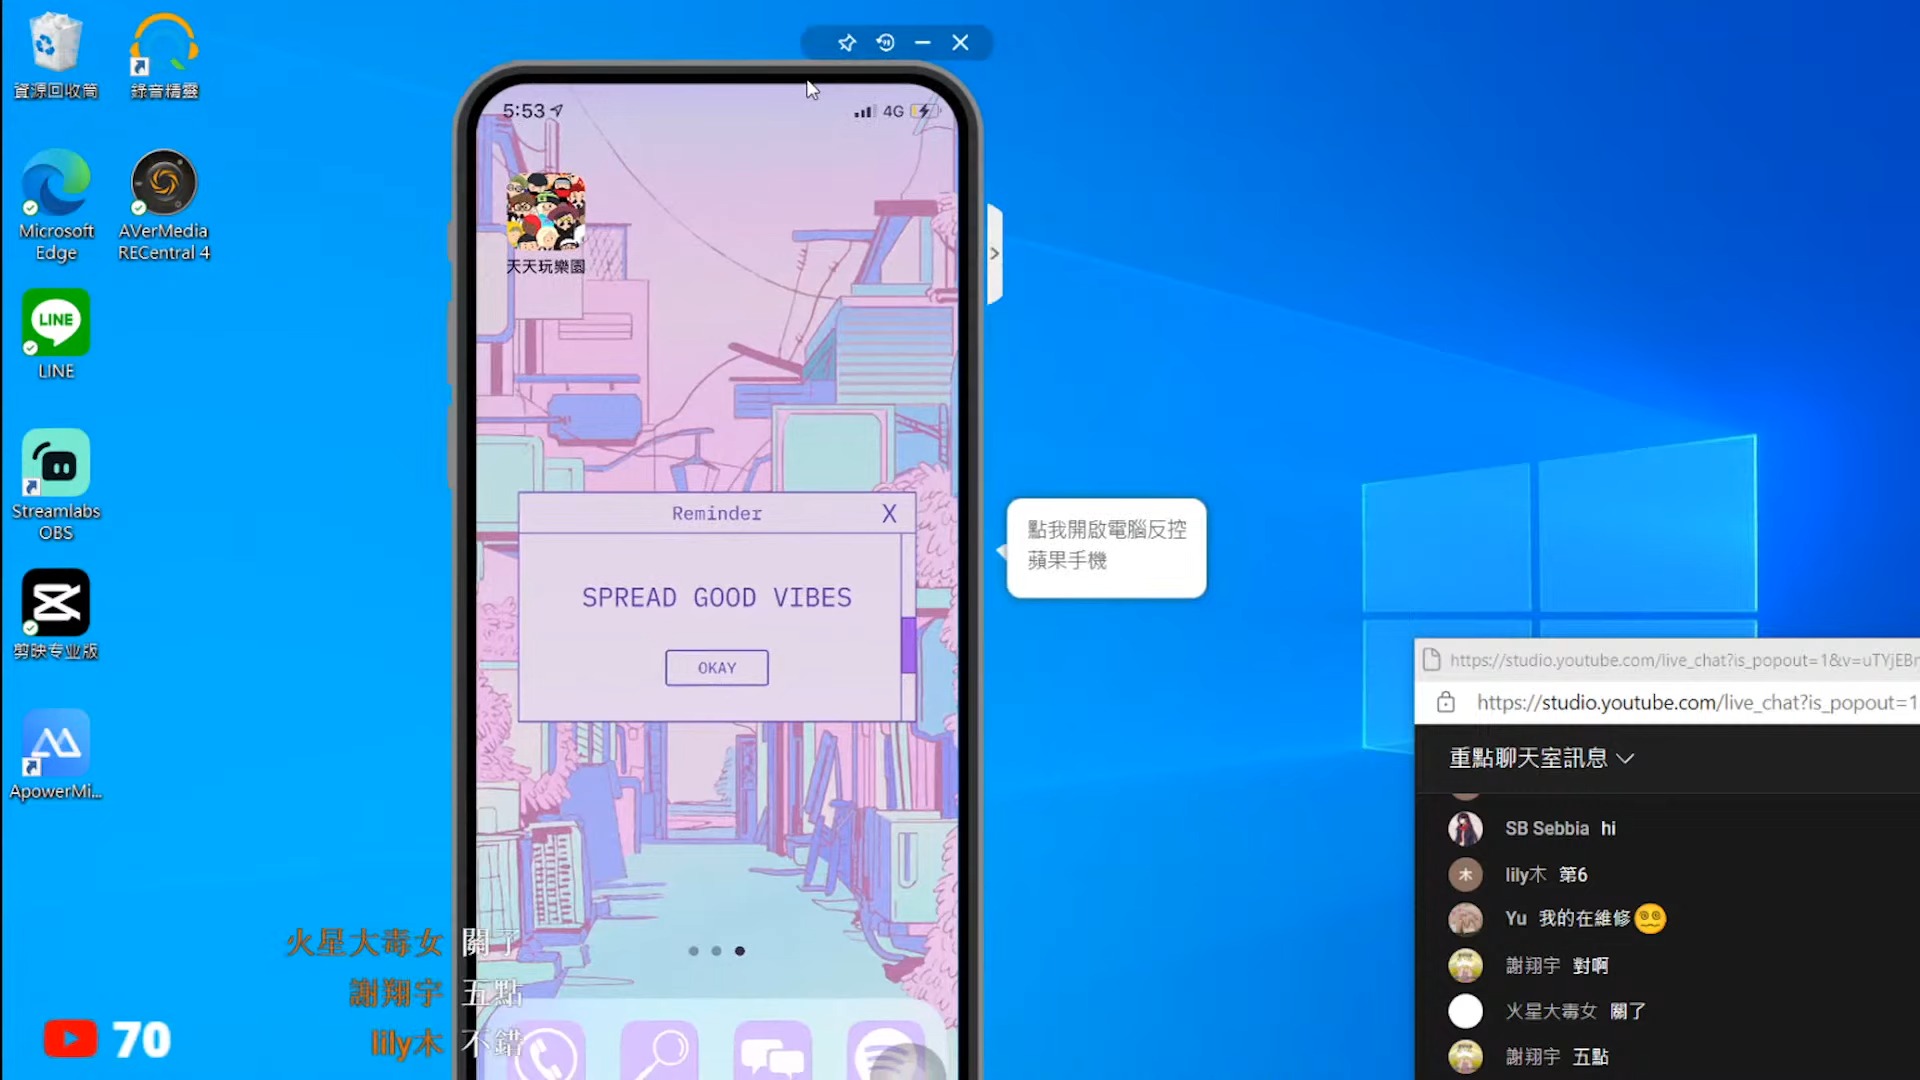 資源回收筒
錄音精靈
Microsoft
Edge
AVerMedia
RECentral 4
LINE
LINE
Streamlabs
OBS
剪映专业版
ApowerMi...
5:53
4G
天天玩樂園
Reminder
X
SPREAD GOOD VIBES
OKAY
點我開啟電腦反控
蘋果手機
火星大毒女 關了
謝翔宇 五點
lily木 不錯
70
https://studio.youtube.com/live_chat?is_popout=1&v=uTYjEBr
https://studio.youtube.com/live_chat?is_popout=1
重點聊天室訊息
SB Sebbia hi
木 lily木 第6
Yu 我的在維修
謝翔宇 對啊
火星大毒女 關了
謝翔宇 五點